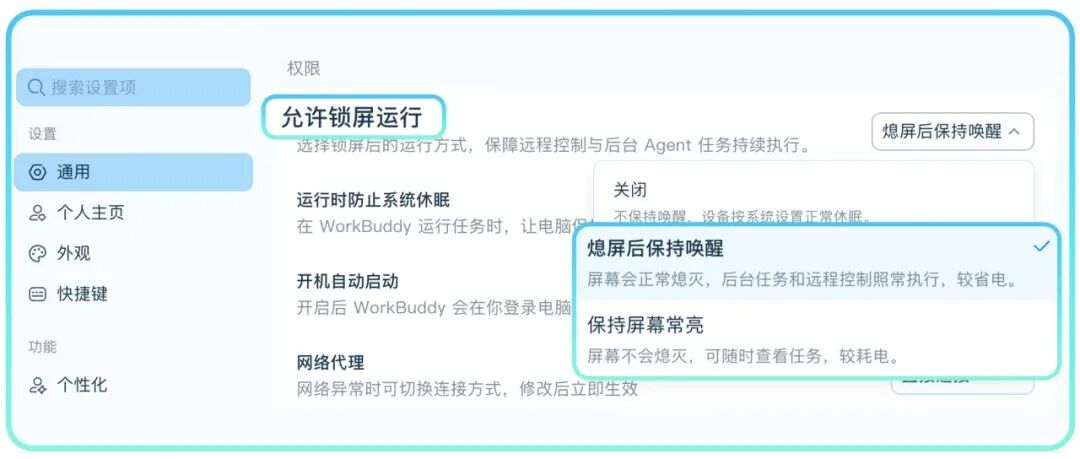 权限
搜索设置项
允许锁屏运行
熄屏后保持唤醒
选择锁屏后的运行方式，保障远程控制与后台 Agent 任务持续执行。
设置
通用
关闭
不保持唤醒，设备按系统设置正常休眠。
运行时防止系统休眠
在 WorkBuddy 运行任务时，让电脑保
个人主页
熄屏后保持唤醒
屏幕会正常熄灭，后台任务和远程控制照常执行，较省电。
外观
开机自动启动
开启后 WorkBuddy 会在你登录电脑
快捷键
保持屏幕常亮
屏幕不会熄灭，可随时查看任务，较耗电。
功能
网络代理
网络异常时可切换连接方式，修改后立即生效
个性化